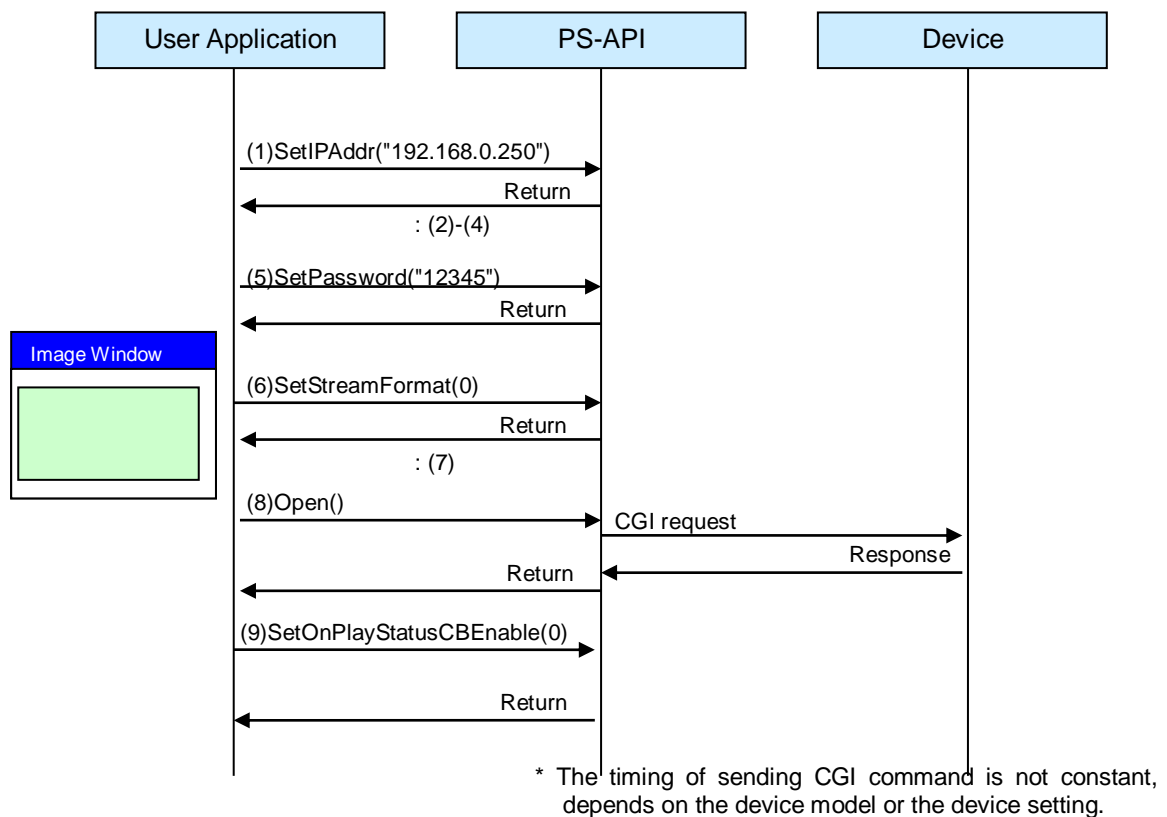 User Application
PS-API
Device
(1)SetIPAddr("192.168.0.250")
Return
: (2)-(4)
(5)SetPassword("12345")
Return
Image Window
(6)SetStreamFormat(0)
Return
: (7)
(8)Open()
CGI request
Response
Return
(9)SetOnPlayStatusCBEnable(0)
Return
* The timing of sending CGI command is not constant,
depends on the device model or the device setting.